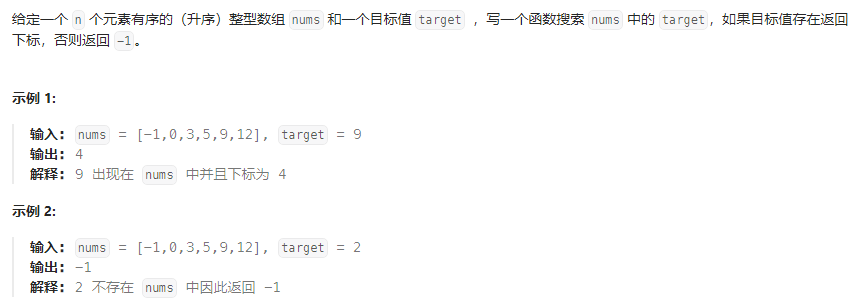 给定一个 n 个元素有序的（升序）整型数组 nums 和一个目标值 target ，写一个函数搜索 nums 中的 target，如果目标值存在返回
下标，否则返回 -1。
示例 1:
输入: nums = [-1,0,3,5,9,12], target = 9
输出: 4
解释: 9 出现在 nums 中并且下标为 4
示例 2:
输入: nums = [-1,0,3,5,9,12], target = 2
输出: -1
解释: 2 不存在 nums 中因此返回 -1